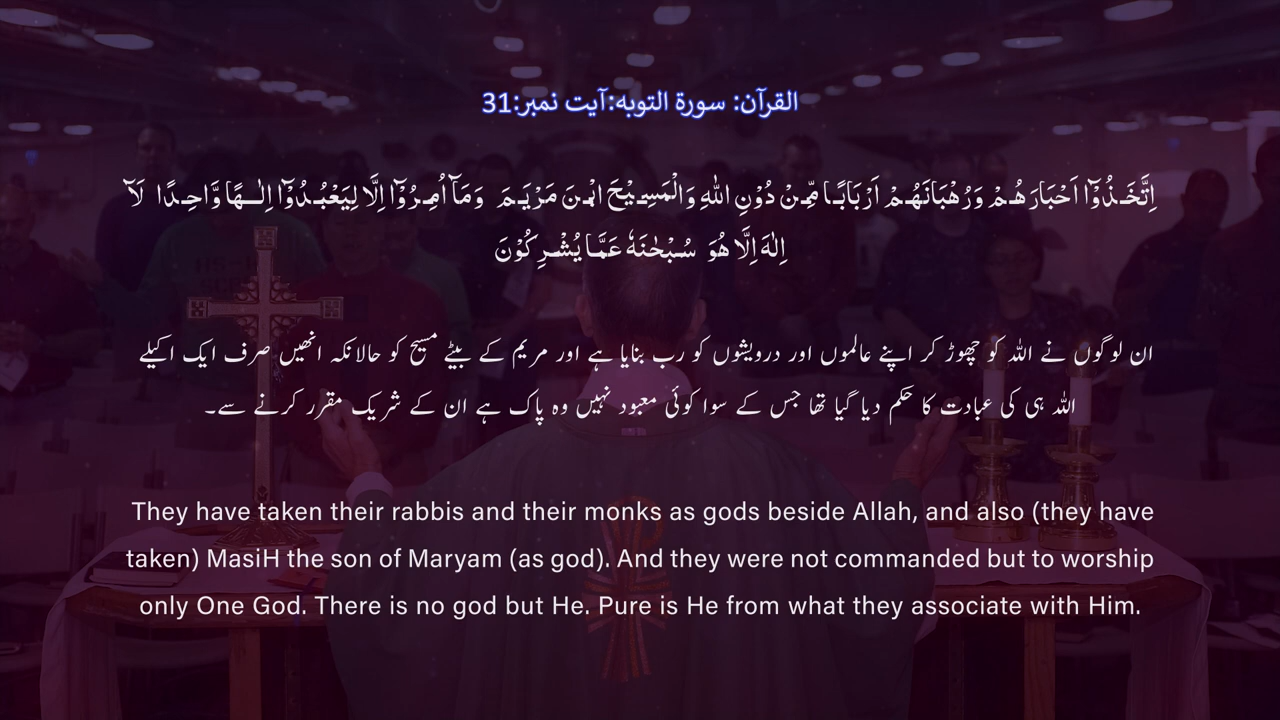 القرآن: سورۃ التوبہ:آیت نمبر:31
اِتَّخَذُوْۤا اَحْبَارَهُمْ وَرُهْبَانَهُمْ اَرْبَابًا مِّنْ دُوْنِ اللّٰهِ وَالْمَسِيْحَ ابْنَ مَرْيَمَ وَمَاۤ اُمِرُوْۤا اِلَّا لِيَعْبُدُوْۤا اِلٰــهًا وَّاحِدًا لَاۤ
اِلٰهَ اِلَّا هُوَ سُبْحٰنَهٗ عَمَّا يُشْرِكُوْنَ
ان لوگوں نے اللہ کو چھوڑ کر اپنے عالموں اور درویشوں کو رب بنایا ہے اور مریم کے بیٹے مسیح کو حالانکہ انھیں صرف ایک اکیلے
اللہ ہی کی عبادت کا حکم دیا گیا تھا جس کے سوا کوئی معبود نہیں وہ پاک ہے ان کے شریک مقرر کرنے سے۔
They have taken their rabbis and their monks as gods beside Allah, and also (they have
taken) MasiH the son of Maryam (as god). And they were not commanded but to worship
only One God. There is no god but He. Pure is He from what they associate with Him.